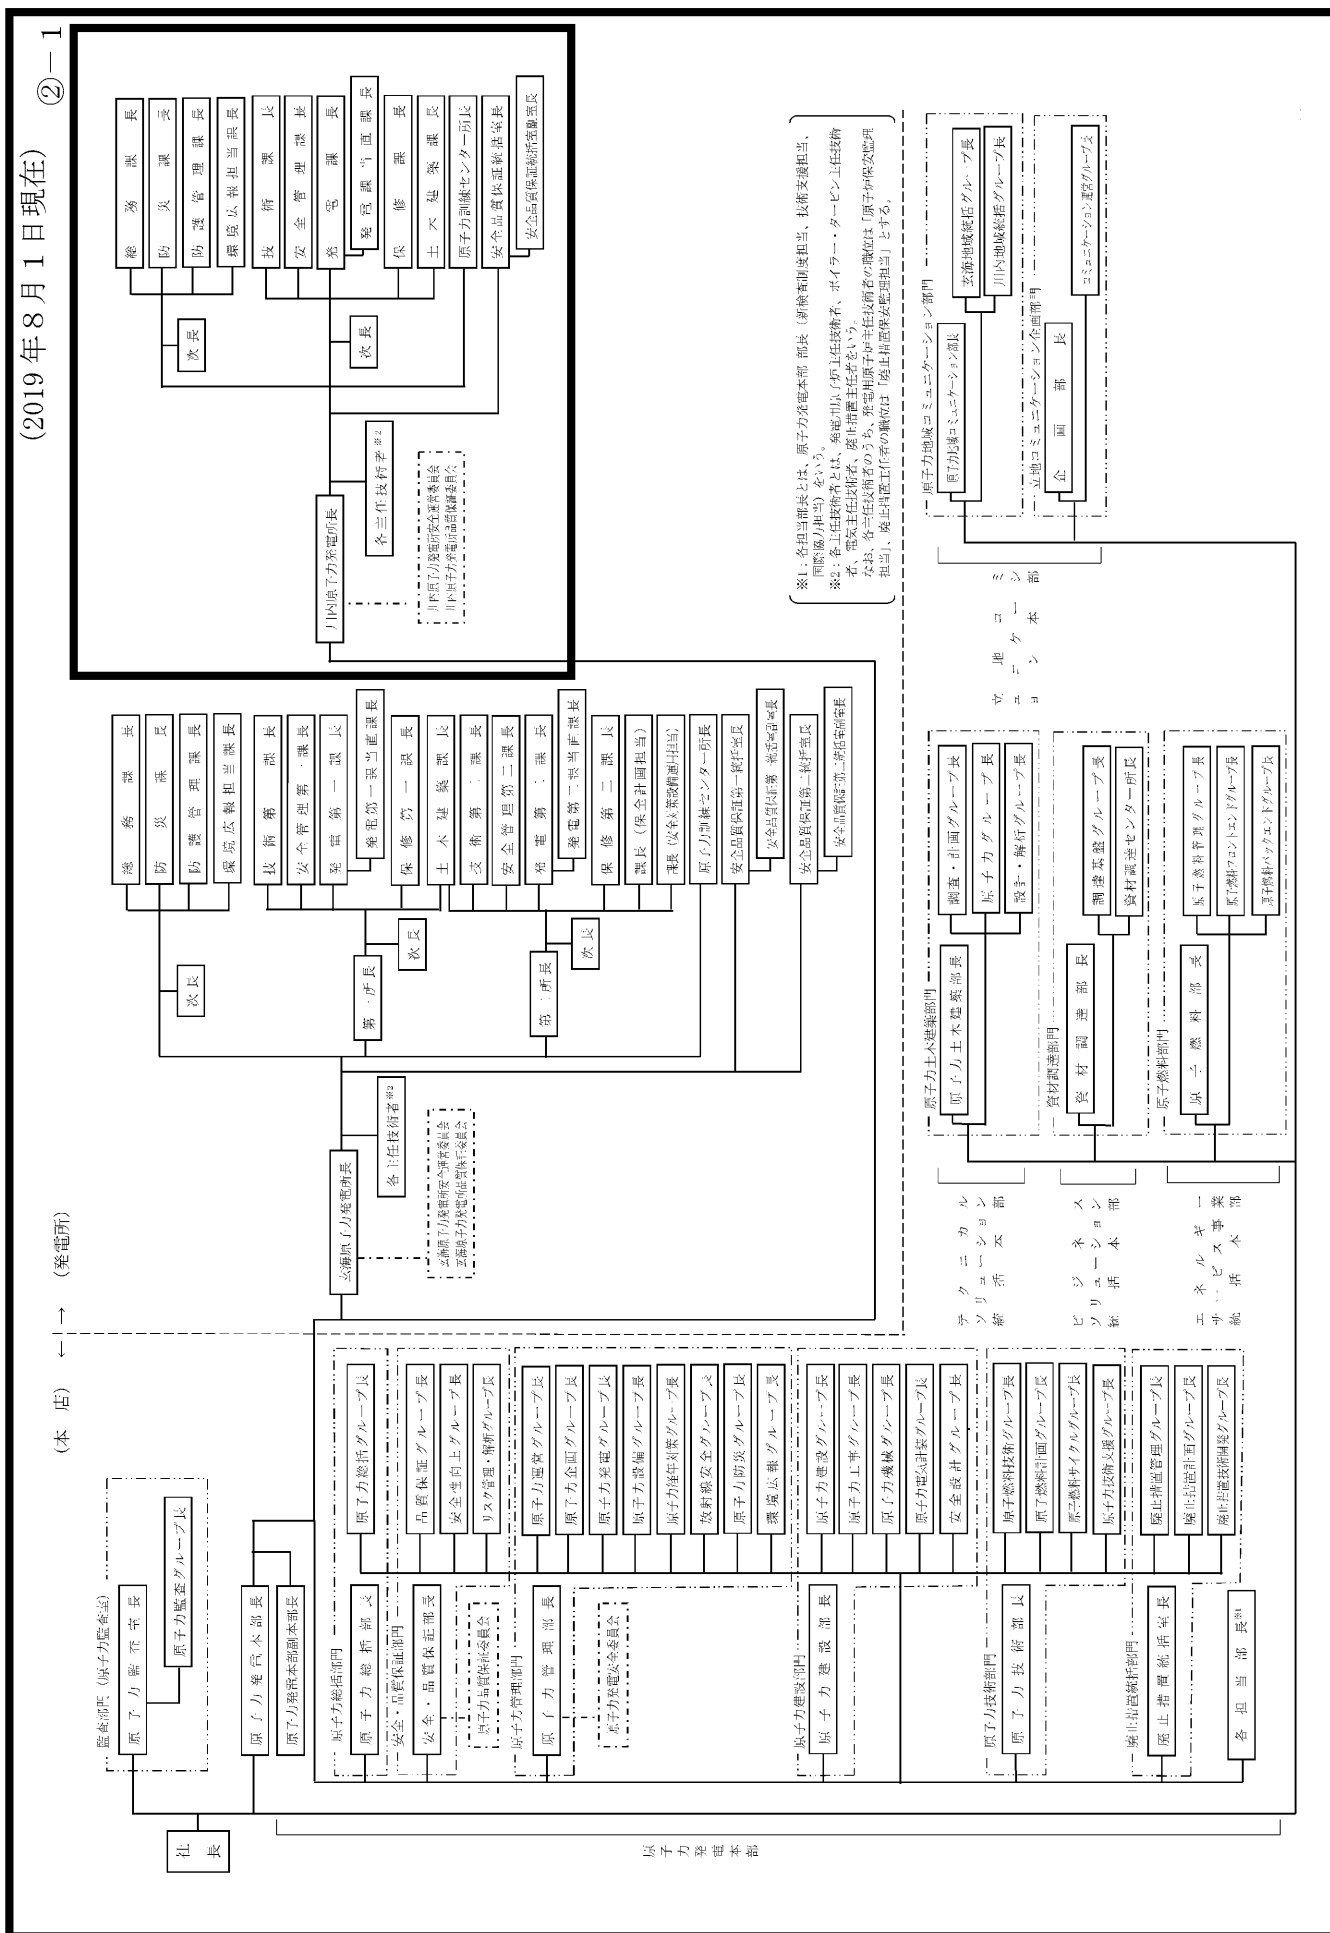 (2019年8月1日現在)
②−1
(本　店)
← →
(発電所)
社長
監査部門（原子力監査室）
原子力監査室長
原子力監査グループ長
原子力発電本部長
原子力発電本部副本部長
原子力発電本部
原子力総括部門
原子力総括部長
原子力総括グループ長
安全・品質保証部門
安全・品質保証部長
原子力品質保証委員会
品質保証グループ長
安全性向上グループ長
リスク管理・解析グループ長
原子力管理部門
原子力管理部長
原子力発電安全委員会
原子力運営グループ長
原子力企画グループ長
原子力発電グループ長
原子力設備グループ長
原子力経年対策グループ長
放射線安全グループ長
原子力防災グループ長
環境広報グループ長
原子力建設部門
原子力建設部長
原子力建設グループ長
原子力工事グループ長
原子力機械グループ長
原子力電気計装グループ長
安全設計グループ長
原子力技術部門
原子力技術部長
原子燃料技術グループ長
原子燃料計画グループ長
原子燃料サイクルグループ長
原子力技術支援グループ長
廃止措置統括部門
廃止措置統括室長
廃止措置管理グループ長
廃止措置計画グループ長
廃止措置技術開発グループ長
各担当部長※1
玄海原子力発電所長
玄海原子力発電所安全運営委員会
玄海原子力発電所品質保証委員会
各主任技術者※2
次長
総務課長
防災課長
防護管理課長
環境広報担当課長
第一所長
次長
技術第一課長
安全管理第一課長
発電第一課長
発電第一課当直課長
保修第一課長
土木建築課長
第二所長
次長
技術第二課長
安全管理第二課長
発電第二課長
発電第二課当直課長
保修第二課長
課長（保全計画担当）
課長（安全対策設備運用担当）
原子力訓練センター所長
安全品質保証第一統括室長
安全品質保証第一統括室副室長
安全品質保証第二統括室長
安全品質保証第二統括室副室長
川内原子力発電所長
川内原子力発電所安全運営委員会
川内原子力発電所品質保証委員会
各主任技術者※2
次長
総務課長
防災課長
防護管理課長
環境広報担当課長
次長
技術課長
安全管理課長
発電課長
発電課当直課長
保修課長
土木建築課長
原子力訓練センター所長
安全品質保証統括室長
安全品質保証統括室副室長
※1：各担当部長とは、原子力発電本部 部長（新検査制度担当、技術支援担当、
国際協力担当）をいう。
※2：各主任技術者とは、発電用原子炉主任技術者、ボイラー・タービン主任技術
者、電気主任技術者、廃止措置主任者をいう。
なお、各主任技術者のうち、発電用原子炉主任技術者の職位は「原子炉保安監理
担当」、廃止措置主任者の職位は「廃止措置保安監理担当」とする。
テクニカル
ソリューション
統括本部
原子力土木建築部門
原子力土木建築部長
調査・計画グループ長
原子力グループ長
設計・解析グループ長
ビジネス
ソリューション
統括本部
資材調達部門
資材調達部長
調達基盤グループ長
資材調達センター所長
エネルギー
サービス事業
統括本部
原子燃料部門
原子燃料部長
原子燃料管理グループ長
原子燃料フロントエンドグループ長
原子燃料バックエンドグループ長
立地コミ
ュニケーシ
ョン本部
原子力地域コミュニケーション部門
原子力地域コミュニケーション部長
玄海地域統括グループ長
川内地域統括グループ長
立地コミュニケーション企画部門
企画部長
コミュニケーション運営グループ長